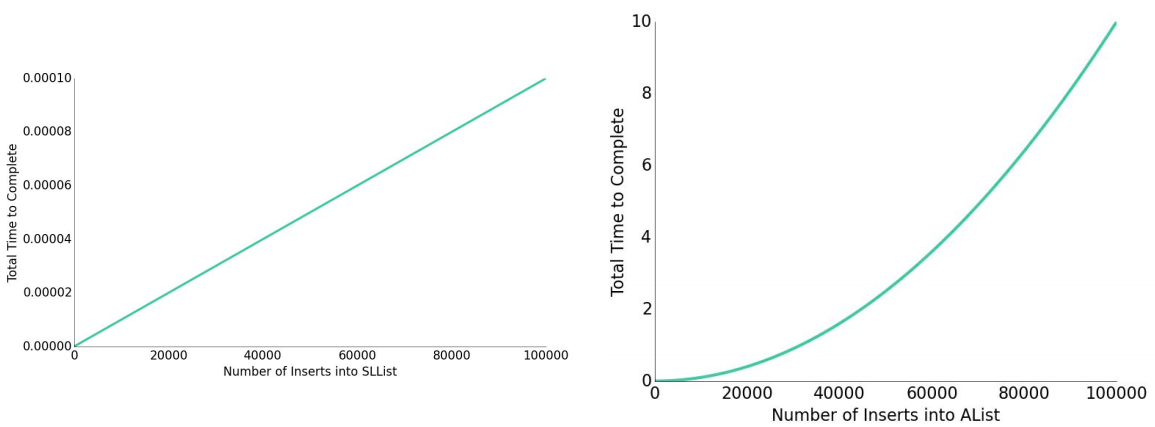 0.00010
0.00008
0.00006
0.00004
0.00002
0.00000
Total Time to Complete
0 20000 40000 60000 80000 100000
Number of Inserts into SLList
10
8
6
4
2
0
Total Time to Complete
0 20000 40000 60000 80000 100000
Number of Inserts into AList